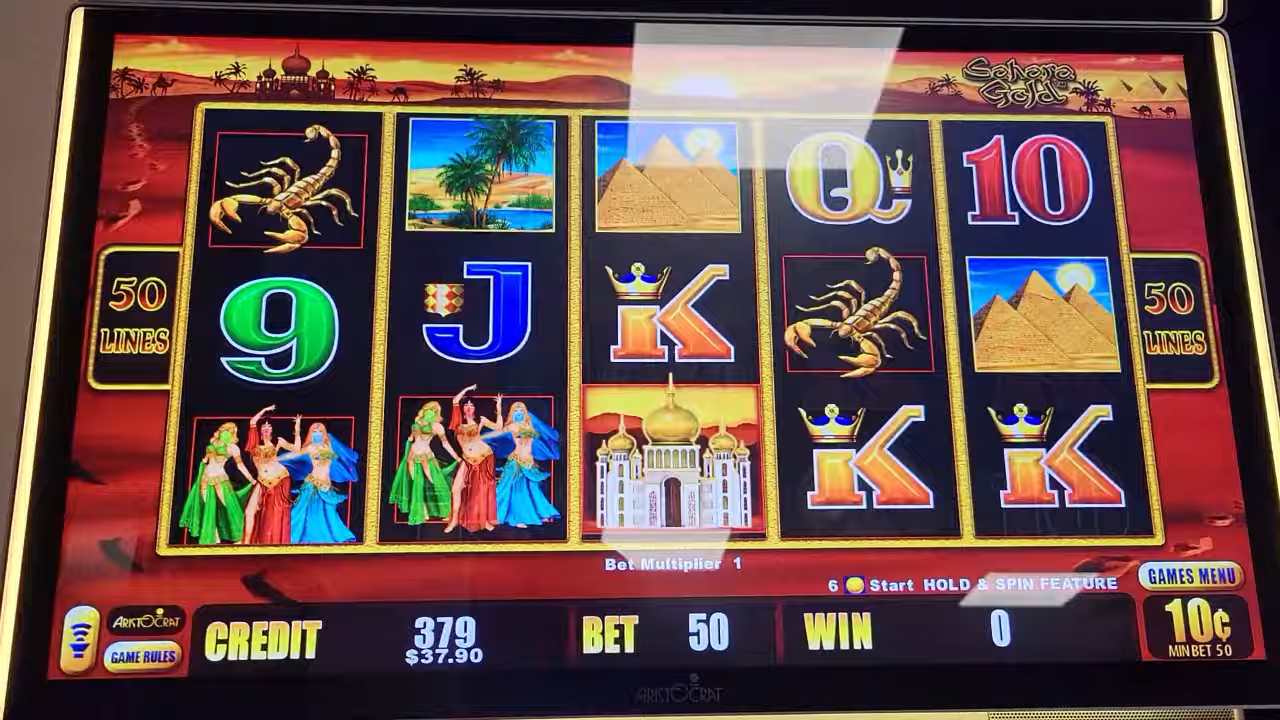 Sahara
Gold
Q
10
50
LINES
9
J
K
50
LINES
K
K
Bet Multiplier 1
6 Start HOLD & SPIN FEATURE
GAMES MENU
ARISTOCRAT
GAME RULES
CREDIT
379
$37.90
BET
50
WIN
0
10¢
MIN BET 50
ARISTOCRAT